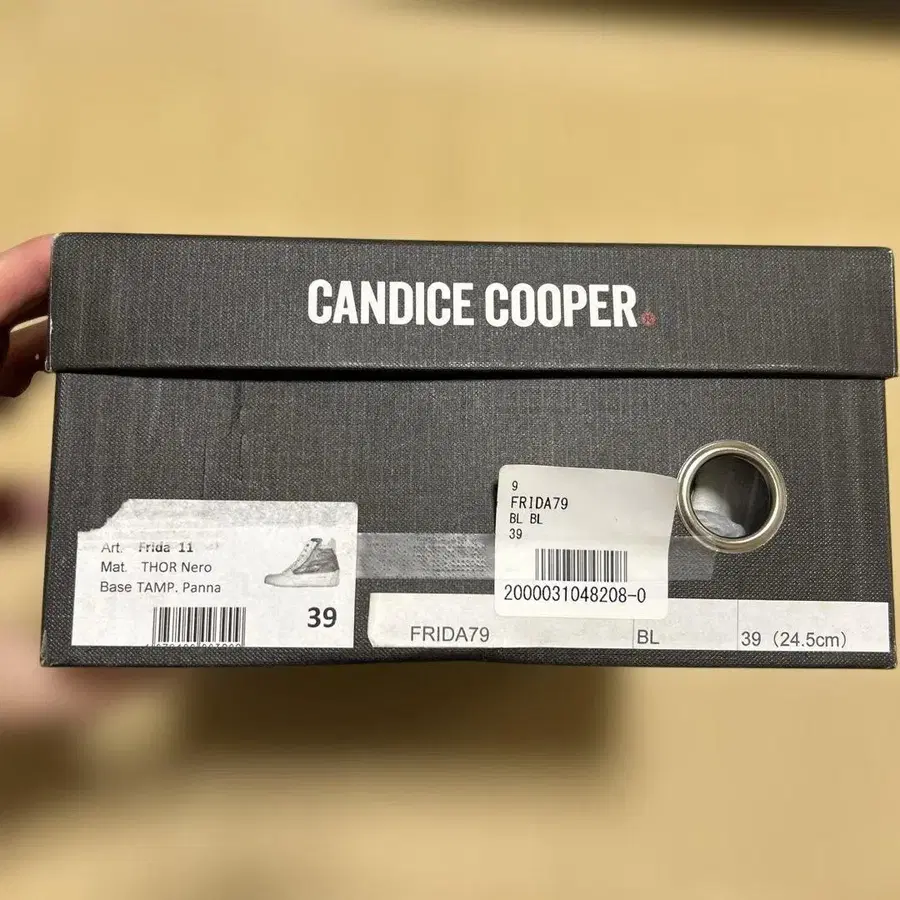 CANDICE COOPER®
Art. Frida 11
Mat. THOR Nero
Base TAMP. Panna
39
9
FRIDA79
BL BL
39
2000031048208-0
FRIDA79 BL 39 (24.5cm)